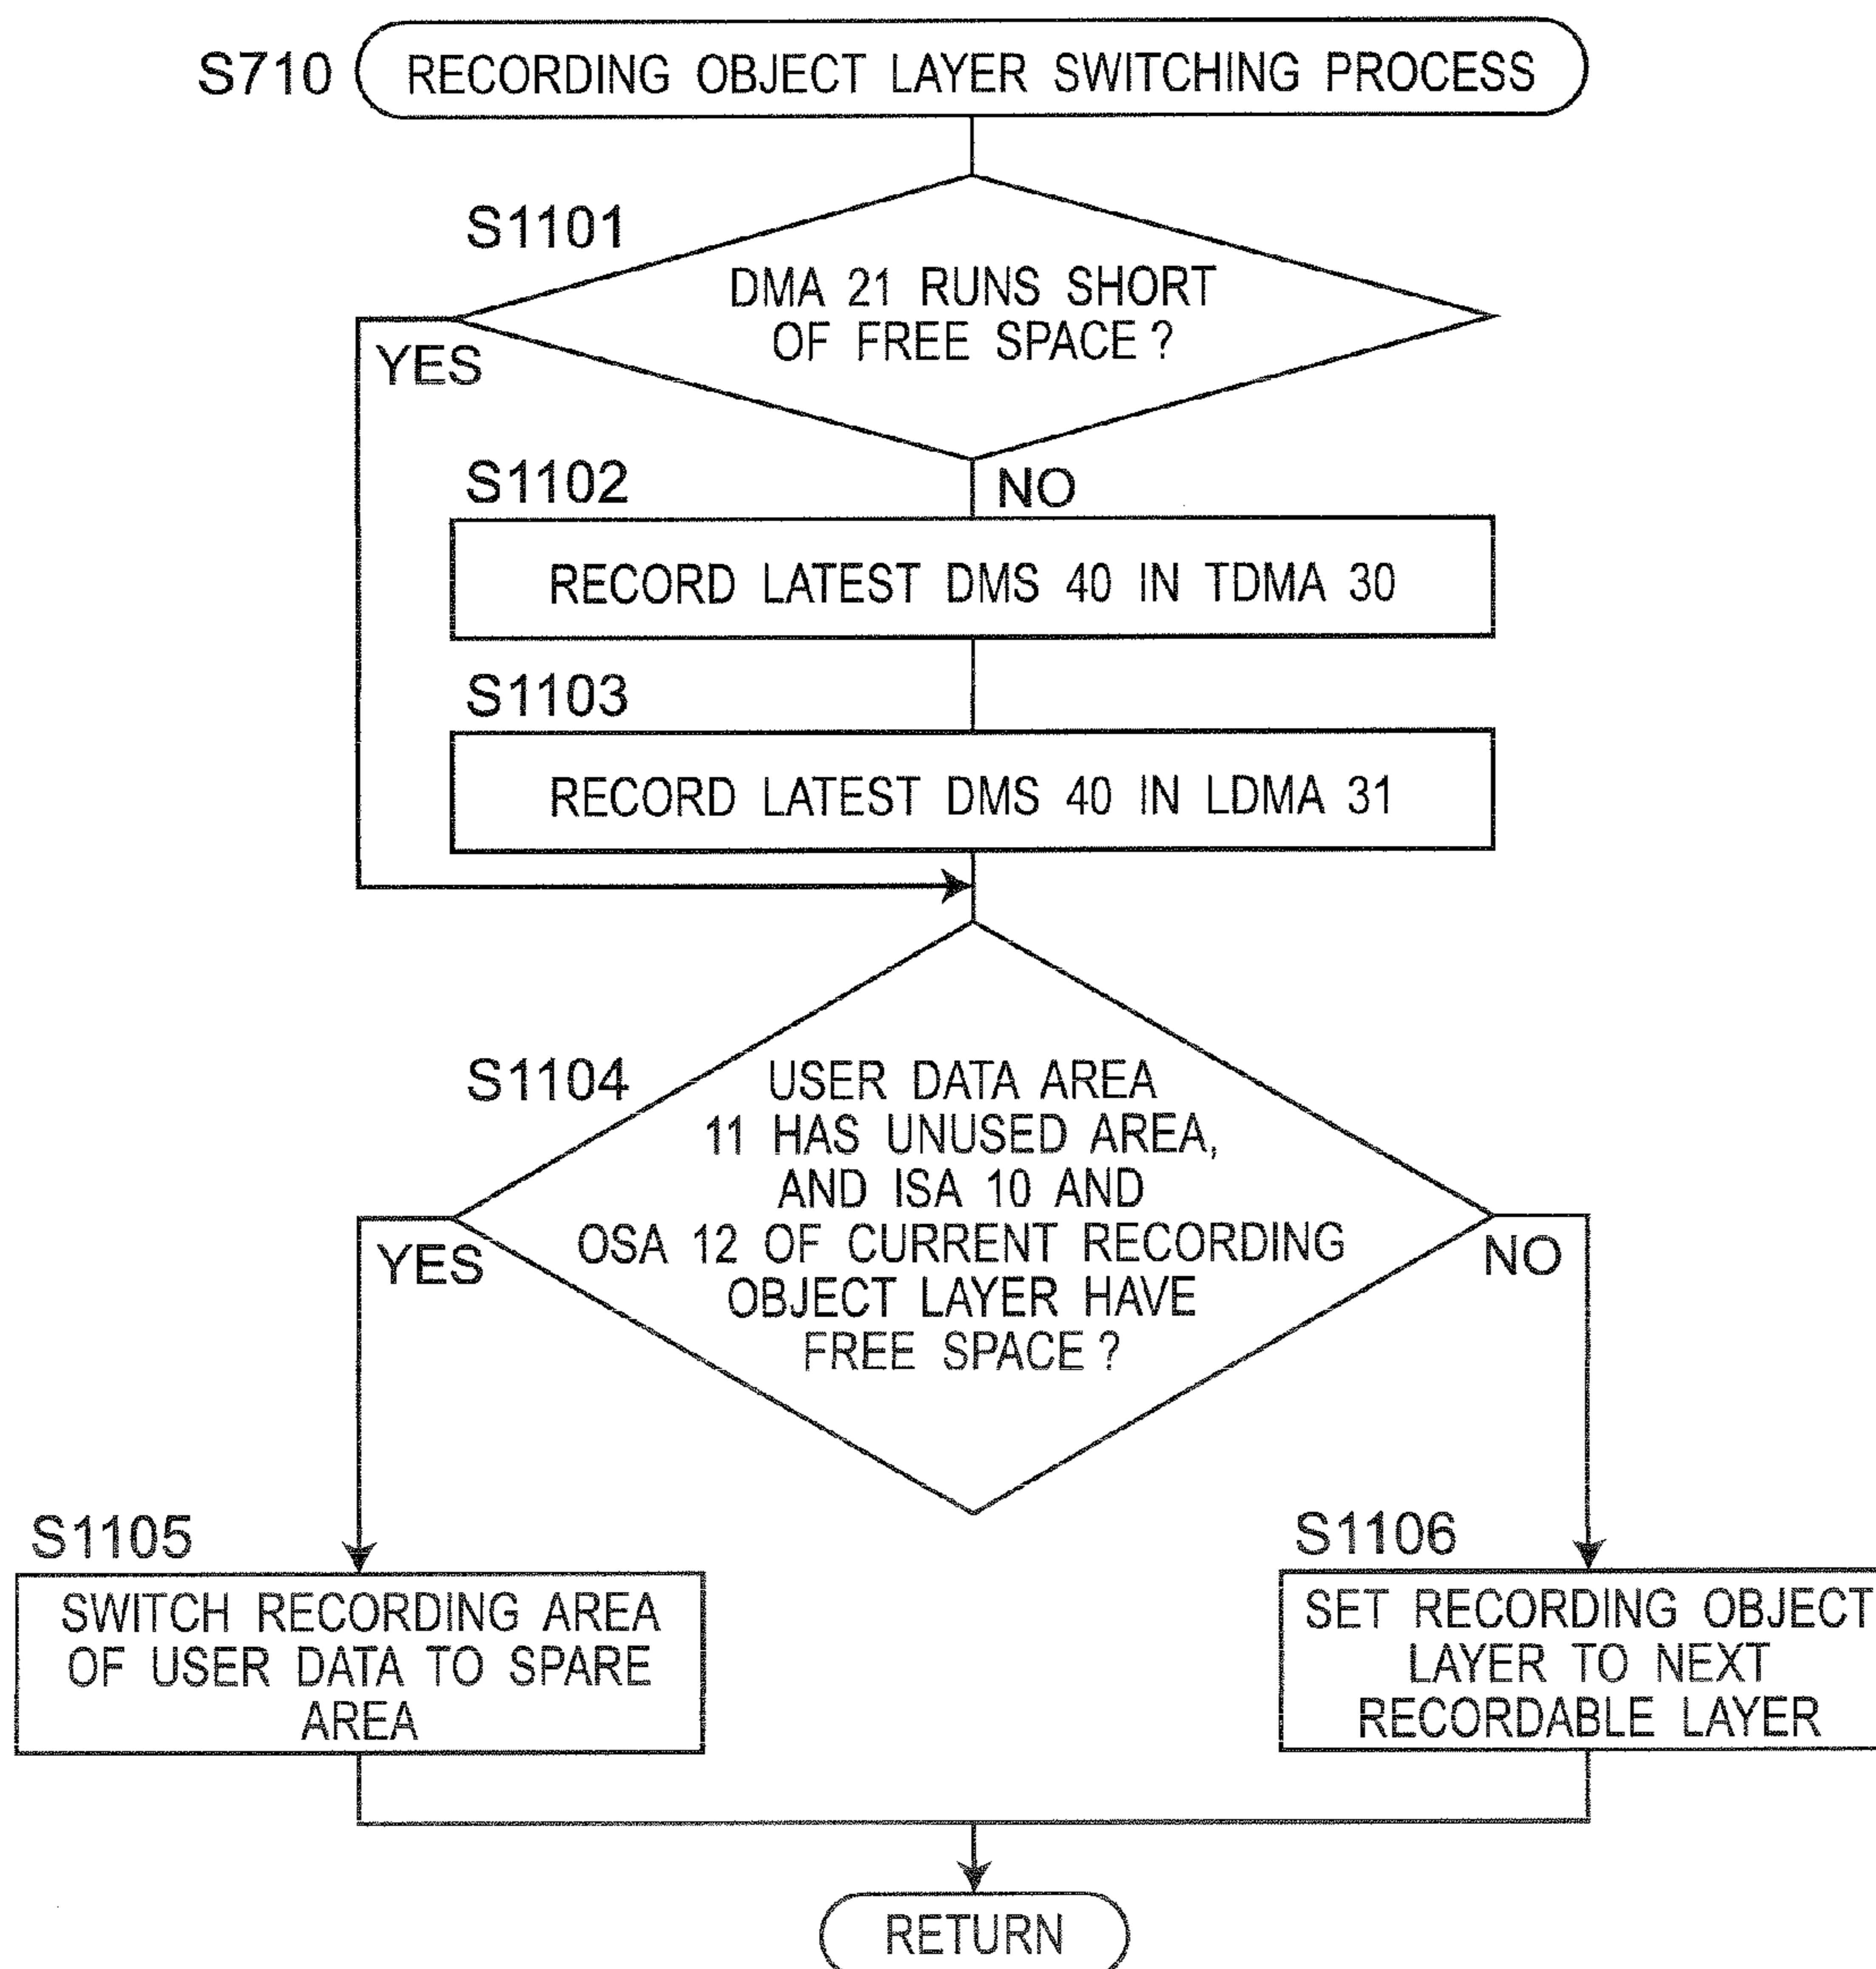 S710
RECORDING OBJECT LAYER SWITCHING PROCESS
S1101
DMA 21 RUNS SHORT
OF FREE SPACE ?
YES
NO
S1102
RECORD LATEST DMS 40 IN TDMA 30
S1103
RECORD LATEST DMS 40 IN LDMA 31
S1104
USER DATA AREA
11 HAS UNUSED AREA,
AND ISA 10 AND
OSA 12 OF CURRENT RECORDING
OBJECT LAYER HAVE
FREE SPACE ?
YES
NO
S1105
SWITCH RECORDING AREA
OF USER DATA TO SPARE
AREA
S1106
SET RECORDING OBJECT
LAYER TO NEXT
RECORDABLE LAYER
RETURN